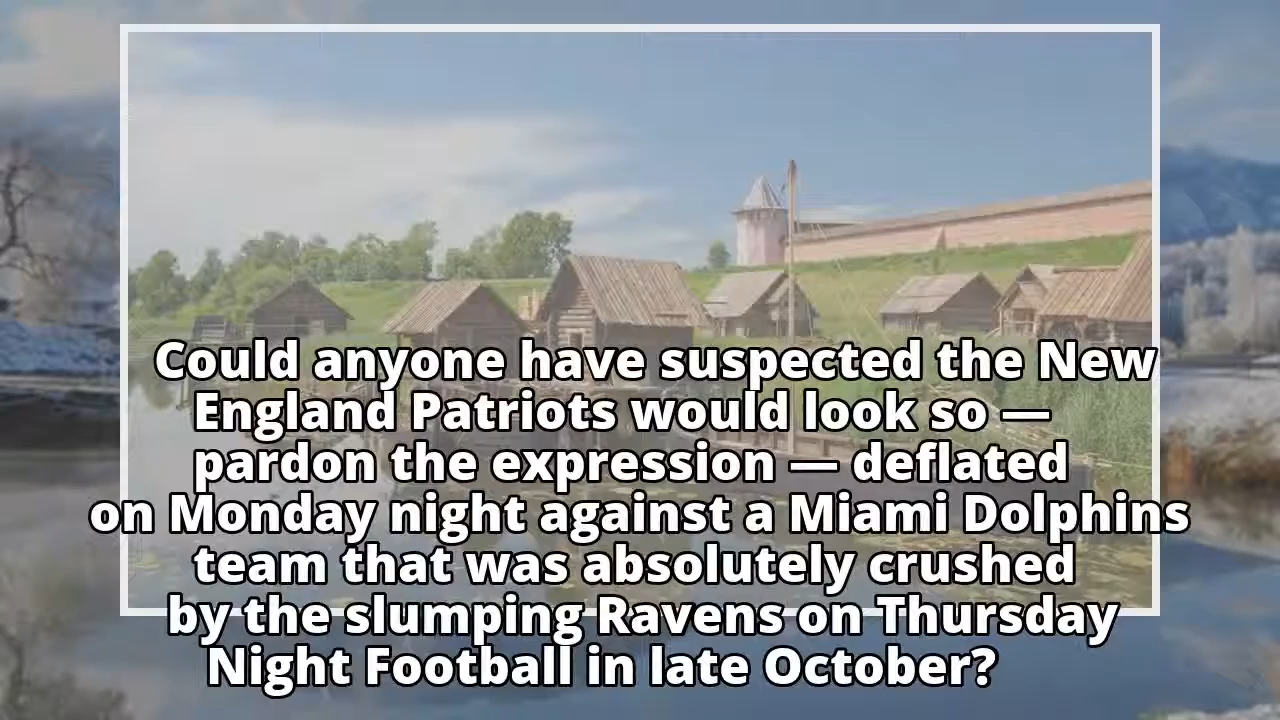 Could anyone have suspected the New
England Patriots would look so —
pardon the expression — deflated
on Monday night against a Miami Dolphins
team that was absolutely crushed
by the slumping Ravens on Thursday
Night Football in late October?